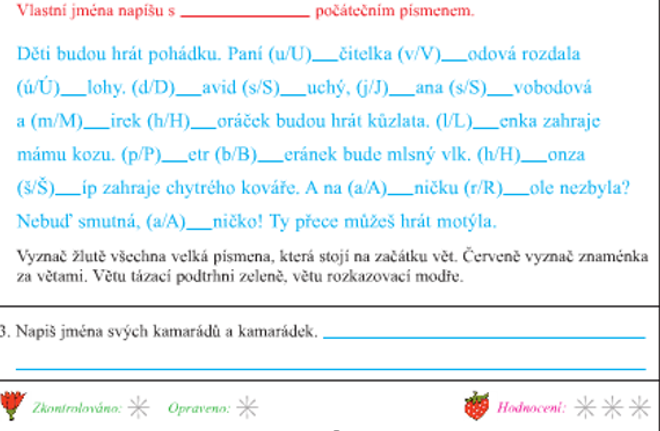 Vlastní jména napíšu s ______________ počátečním písmenem.
Děti budou hrát pohádku. Paní (u/U)___čitelka (v/V)___odová rozdala
(ú/Ú)___lohy. (d/D)___avid (s/S)___uchý, (j/J)___ana (s/S)___vobodová
a (m/M)___irek (h/H)___oráček budou hrát kůzlata. (l/L)___enka zahraje
mámu kozu. (p/P)___etr (b/B)___eránek bude mlsný vlk. (h/H)___onza
(š/Š)___íp zahraje chytrého kováře. A na (a/A)___ničku (r/R)___ole nezbyla?
Nebuď smutná, (a/A)___ničko! Ty přece můžeš hrát motýla.
Vyznač žlutě všechna velká písmena, která stojí na začátku vět. Červeně vyznač znaménka
za větami. Větu tázací podtrhni zeleně, větu rozkazovací modře.
3. Napiš jména svých kamarádů a kamarádek. ______________
Zkontrolováno: Opraveno: Hodnocení: